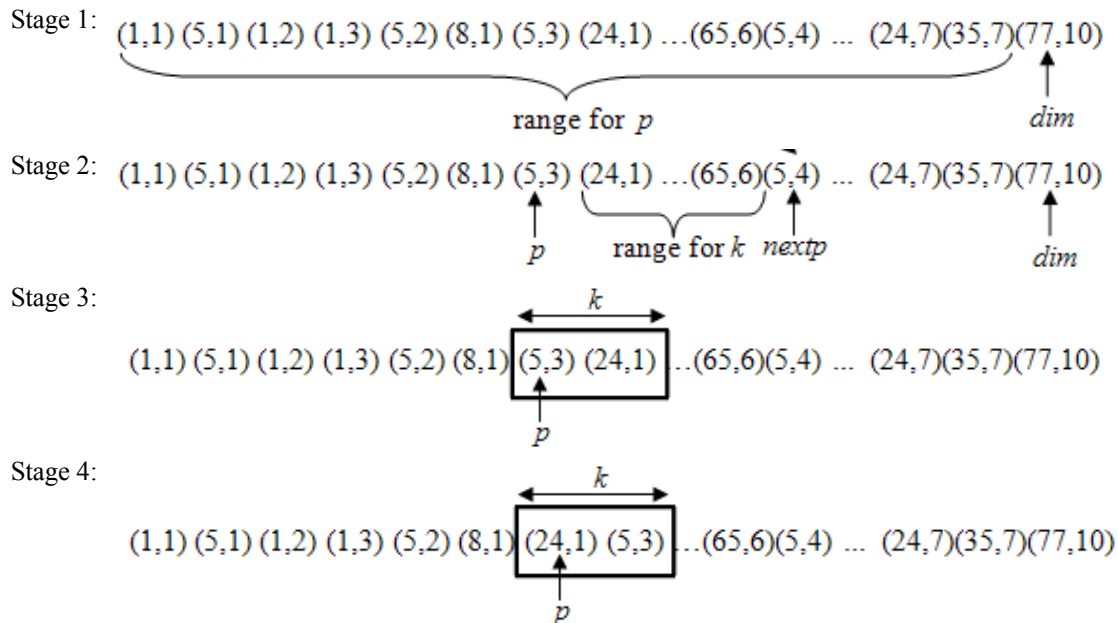 Stage 1: (1,1) (5,1) (1,2) (1,3) (5,2) (8,1) (5,3) (24,1) ...(65,6)(5,4) ... (24,7)(35,7)(77,10)
range for p
dim
Stage 2: (1,1) (5,1) (1,2) (1,3) (5,2) (8,1) (5,3) (24,1) ...(65,6)(5,4) ... (24,7)(35,7)(77,10)
p range for k nextp dim
Stage 3:
k
(1,1) (5,1) (1,2) (1,3) (5,2) (8,1) (5,3) (24,1) ...(65,6)(5,4) ... (24,7)(35,7)(77,10)
p
Stage 4:
k
(1,1) (5,1) (1,2) (1,3) (5,2) (8,1) (24,1) (5,3) ...(65,6)(5,4) ... (24,7)(35,7)(77,10)
p